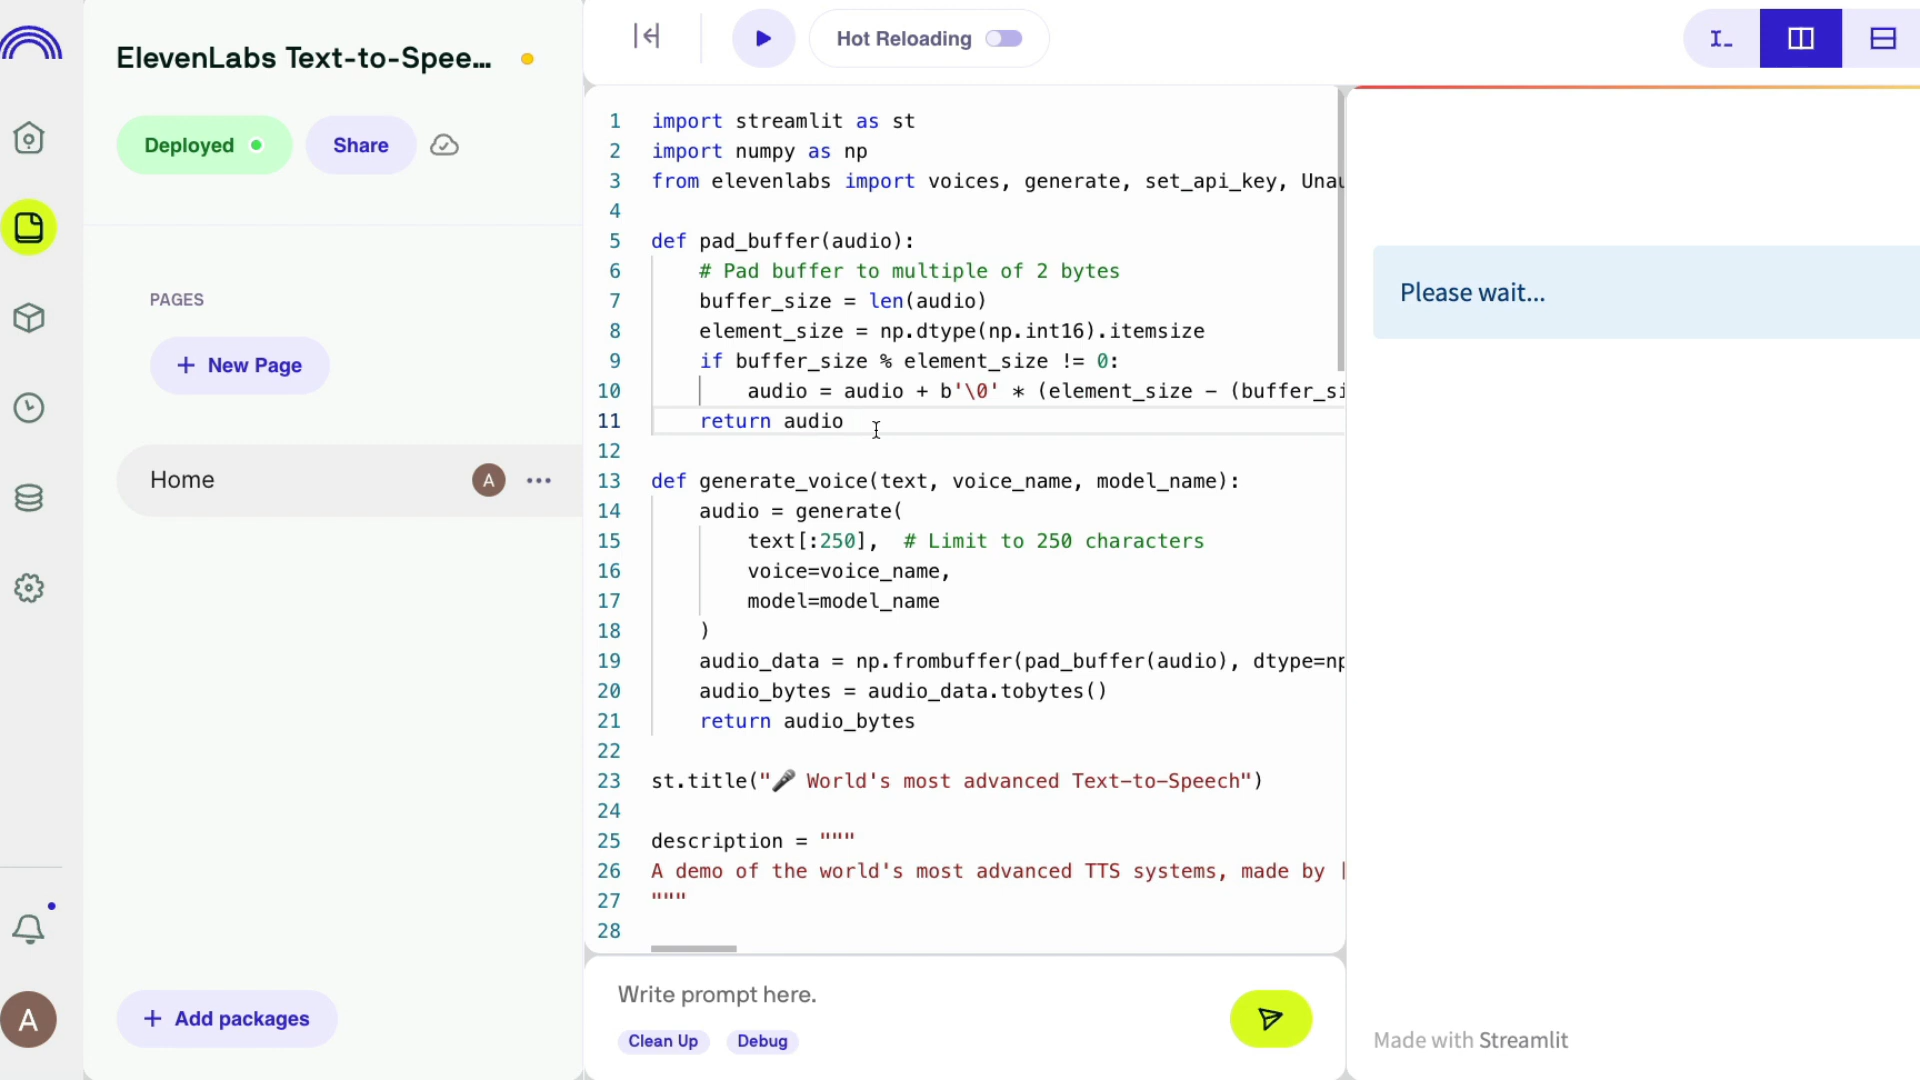 ElevenLabs Text-to-Spee...
Deployed
Share
PAGES
+ New Page
Home
A
A
+ Add packages
Hot Reloading
1 import streamlit as st
2 import numpy as np
3 from elevenlabs import voices, generate, set_api_key, Unau
4
5 def pad_buffer(audio):
6     # Pad buffer to multiple of 2 bytes
7     buffer_size = len(audio)
8     element_size = np.dtype(np.int16).itemsize
9     if buffer_size % element_size != 0:
10         audio = audio + b'\0' * (element_size - (buffer_si
11     return audio
12
13 def generate_voice(text, voice_name, model_name):
14     audio = generate(
15         text[:250],  # Limit to 250 characters
16         voice=voice_name,
17         model=model_name
18     )
19     audio_data = np.frombuffer(pad_buffer(audio), dtype=np
20     audio_bytes = audio_data.tobytes()
21     return audio_bytes
22
23 st.title("🎤 World's most advanced Text-to-Speech")
24
25 description = """
26 A demo of the world's most advanced TTS systems, made by
27 """
28
Write prompt here.
Clean Up
Debug
Please wait...
Made with Streamlit